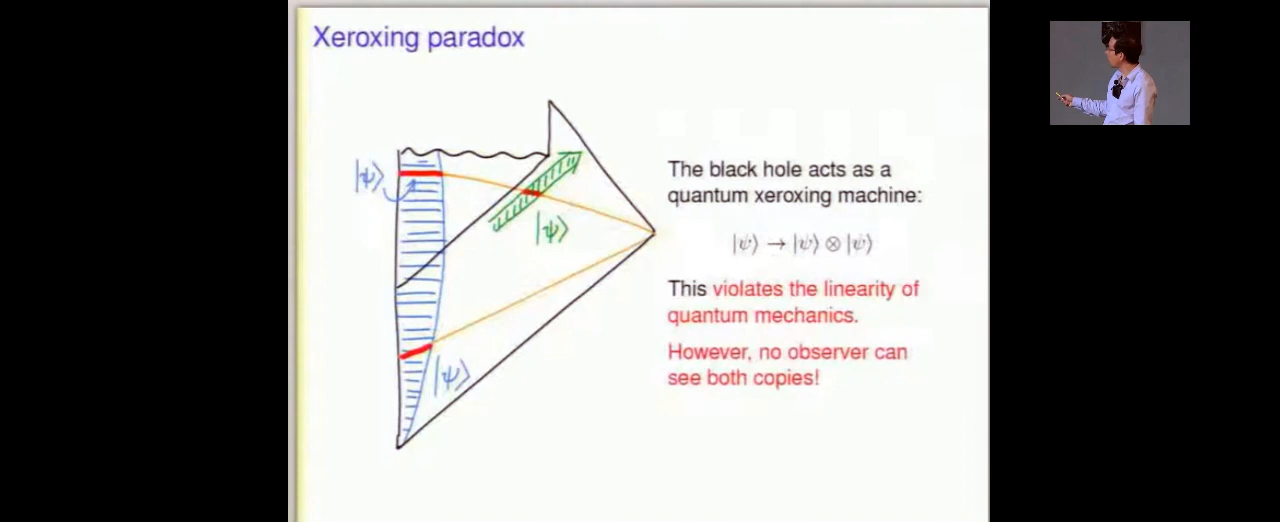 Xeroxing paradox
|ψ⟩
|ψ⟩
|ψ⟩
The black hole acts as a
quantum xeroxing machine:
|ψ⟩ → |ψ⟩ ⊗ |ψ⟩
This violates the linearity of
quantum mechanics.
However, no observer can
see both copies!